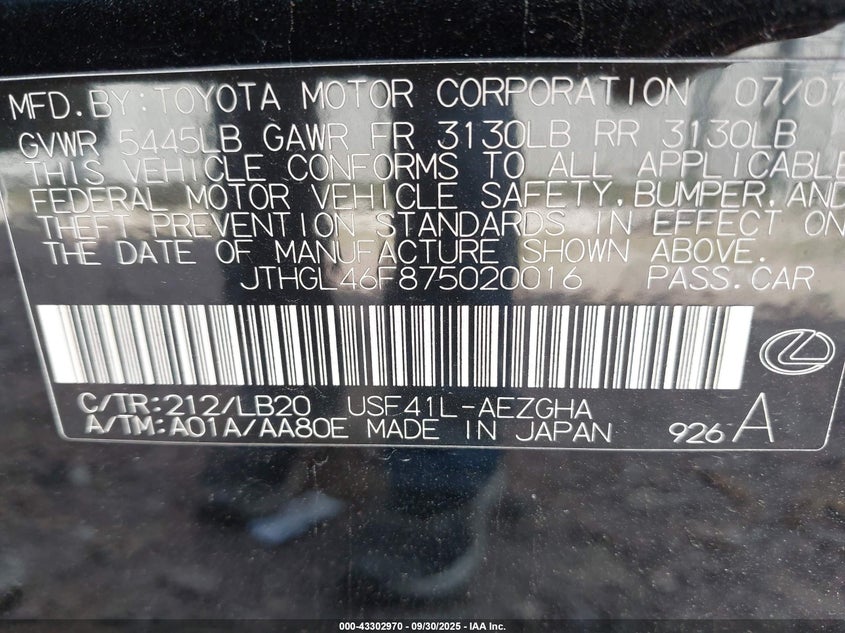 MFD.BY:TOYOTA MOTOR CORPORATION 07/07
GVWR 5445LB GAWR FR 3130LB RR 3130LB
THIS VEHICLE CONFORMS TO ALL APPLICABLE
FEDERAL MOTOR VEHICLE SAFETY,BUMPER,AND
THEFT PREVENTION STANDARDS IN EFFECT ON
THE DATE OF MANUFACTURE SHOWN ABOVE.
JTHGL46F875020016 PASS.CAR
C/TR:212/LB20 USF41L-AEZGHA
A/TM:A01A/AA80E MADE IN JAPAN 926 A
000-43302970 - 09/30/2025 - IAA Inc.